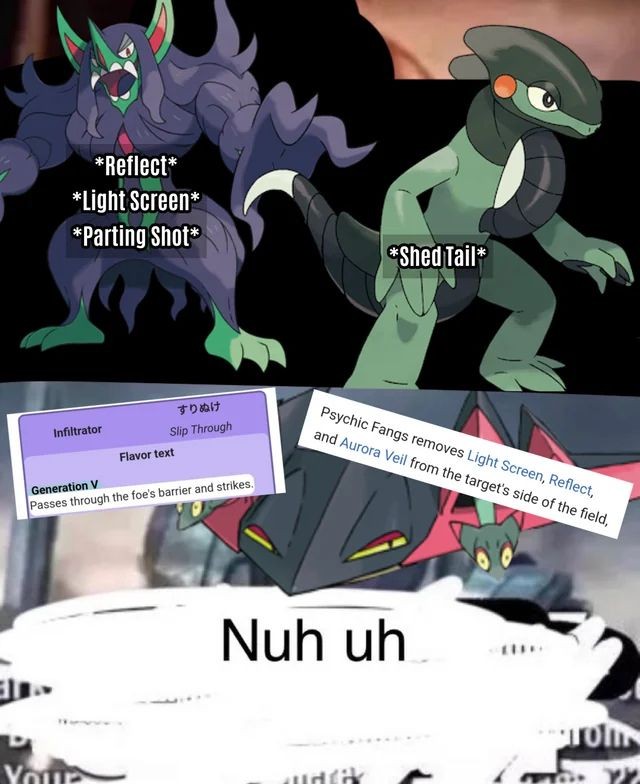 *Reflect*
*Light Screen*
*Parting Shot*
*Shed Tail*
Infiltrator
すりぬけ
Slip Through
Flavor text
Generation V
Passes through the foe's barrier and strikes.
Psychic Fangs removes Light Screen, Reflect,
and Aurora Veil from the target's side of the field,
Nuh uh
Your